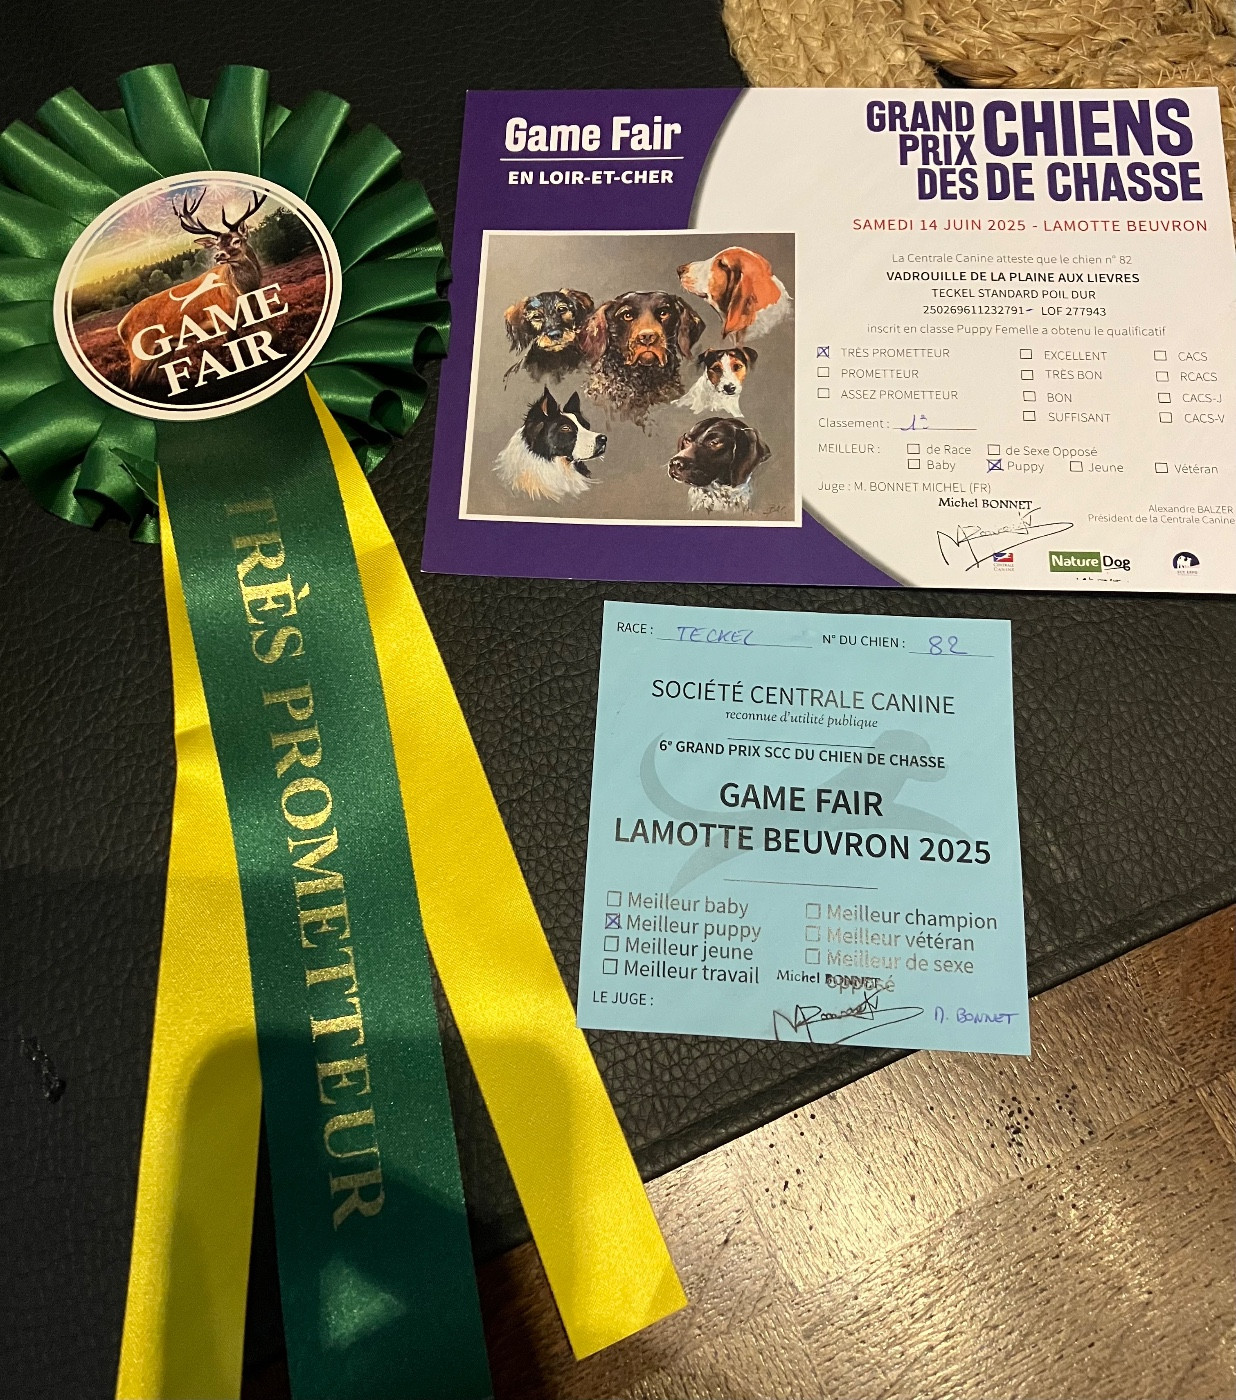 GAME
FAIR
TRÈS PROMETTEUR
Game Fair
EN LOIR-ET-CHER
GRAND PRIX DES CHIENS DE CHASSE
SAMEDI 14 JUIN 2025 - LAMOTTE BEUVRON
La Centrale Canine atteste que le chien n° 82
VADROUILLE DE LA PLAINE AUX LIEVRES
TECKEL STANDARD POIL DUR
250269611232791- LOF 277943
inscrit en classe Puppy Femelle a obtenu le qualificatif
TRÈS PROMETTEUR EXCELLENT CACS
PROMETTEUR TRÈS BON RCACS
ASSEZ PROMETTEUR BON CACS-J
SUFFISANT CACS-V
Classement : 1er
MEILLEUR : de Race de Sexe Opposé
Baby Puppy Jeune Vétéran
Juge : M. BONNET MICHEL (FR)
Michel BONNET
Alexandre BALZER
Président de la Centrale Canine
CENTRALE CANINE
Nature Dog
RACE : TECKEL N° DU CHIEN : 82
SOCIÉTÉ CENTRALE CANINE
reconnue d'utilité publique
6e GRAND PRIX SCC DU CHIEN DE CHASSE
GAME FAIR
LAMOTTE BEUVRON 2025
Meilleur baby Meilleur champion
Meilleur puppy Meilleur vétéran
Meilleur jeune Meilleur de sexe
Meilleur travail opposé
Michel BONNET
LE JUGE : M. BONNET